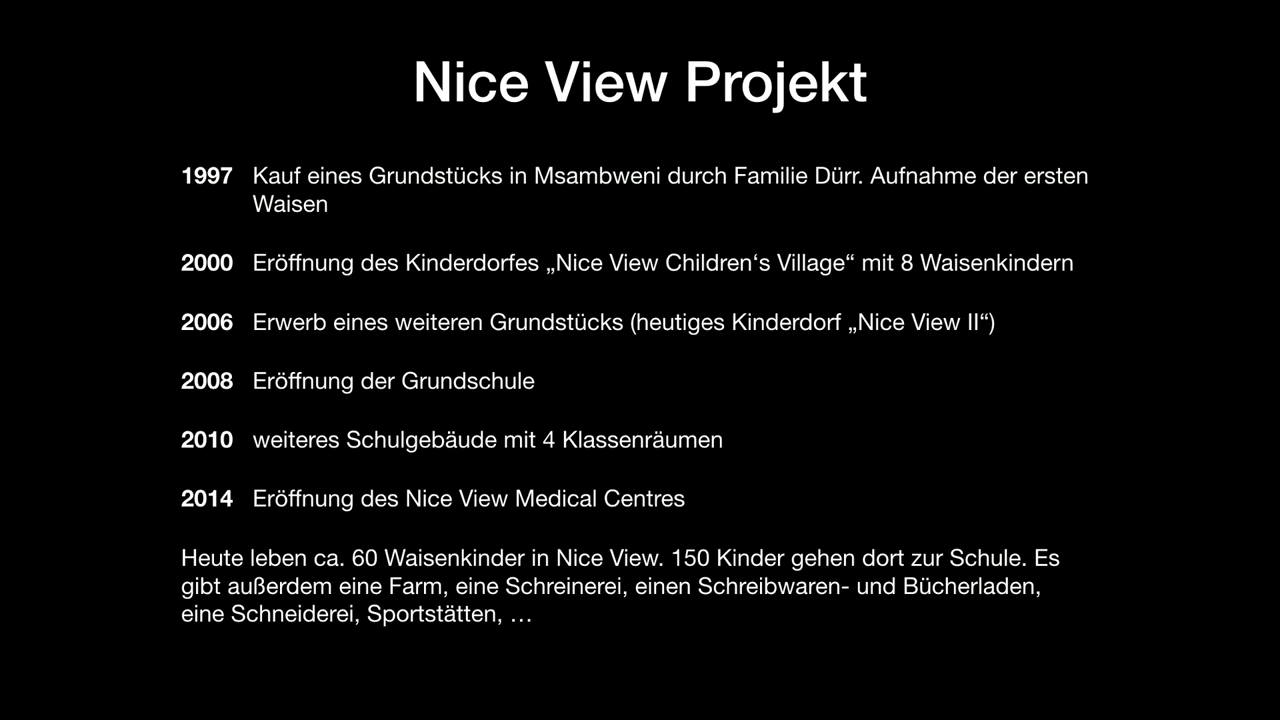 Nice View Projekt
1997 Kauf eines Grundstücks in Msambweni durch Familie Dürr. Aufnahme der ersten
Waisen
2000 Eröffnung des Kinderdorfes „Nice View Children‘s Village“ mit 8 Waisenkindern
2006 Erwerb eines weiteren Grundstücks (heutiges Kinderdorf „Nice View II“)
2008 Eröffnung der Grundschule
2010 weiteres Schulgebäude mit 4 Klassenräumen
2014 Eröffnung des Nice View Medical Centres
Heute leben ca. 60 Waisenkinder in Nice View. 150 Kinder gehen dort zur Schule. Es
gibt außerdem eine Farm, eine Schreinerei, einen Schreibwaren- und Bücherladen,
eine Schneiderei, Sportstätten, …